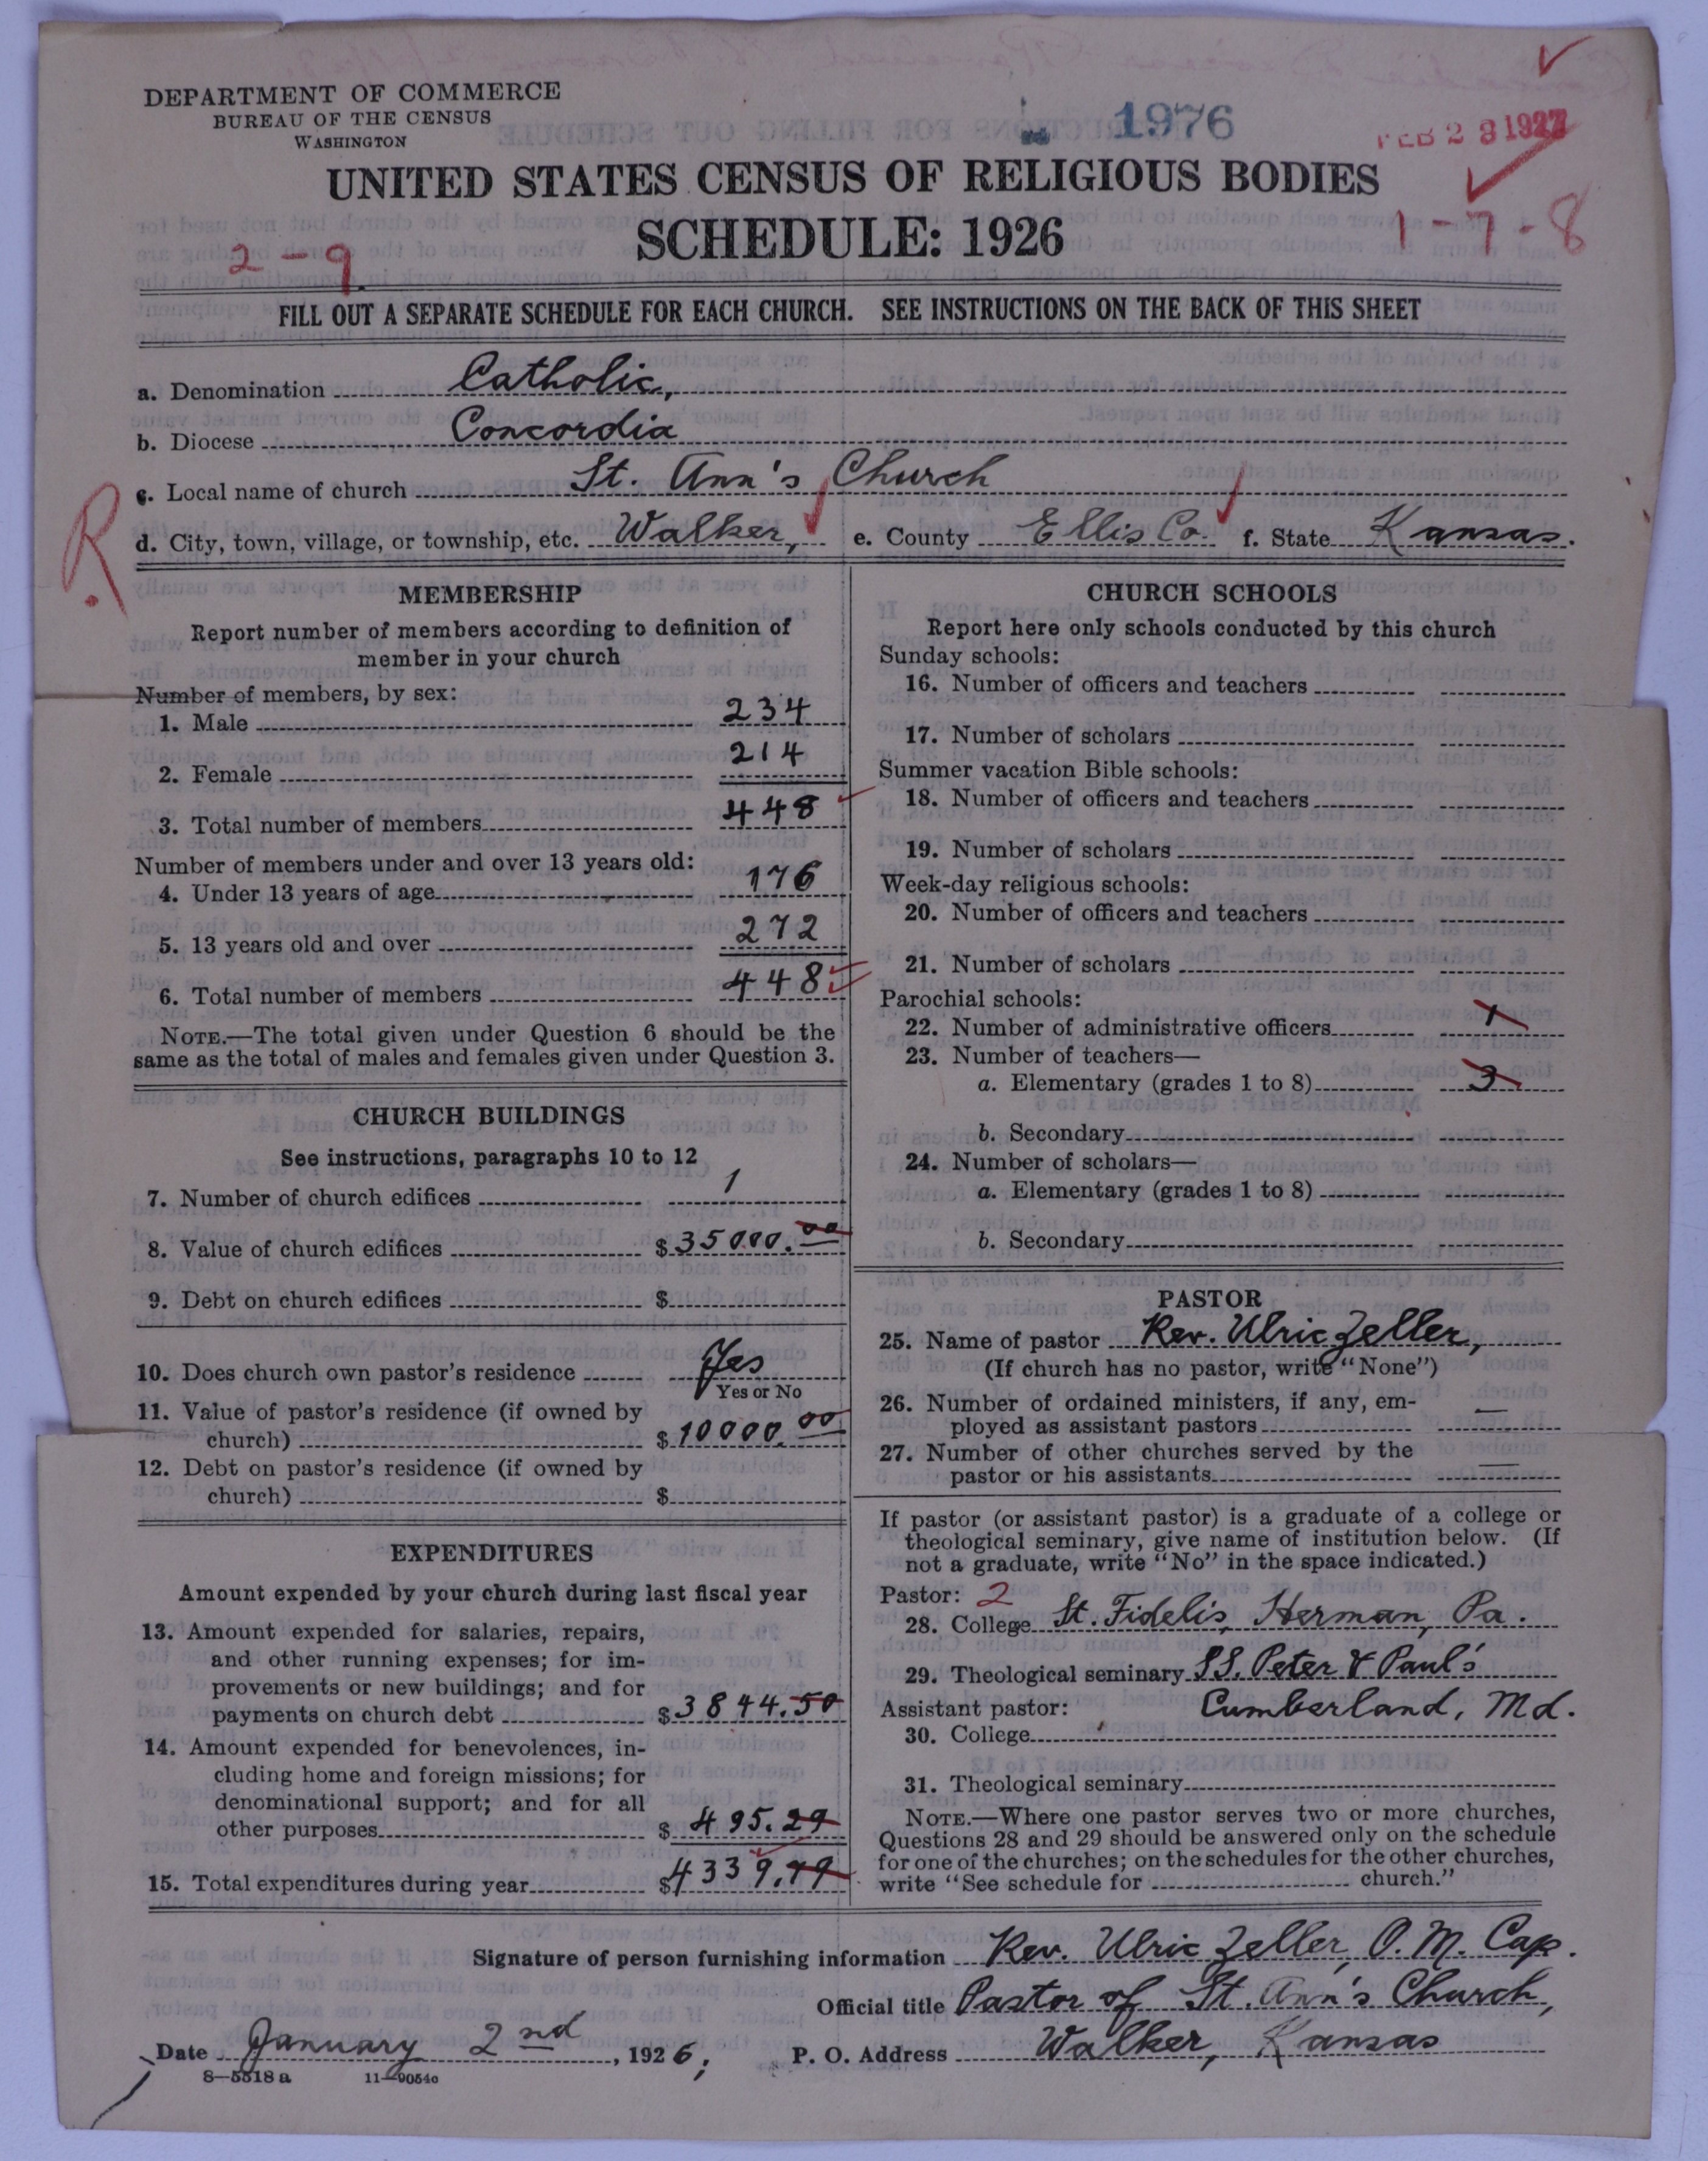 DEPARTMENT OF COMMERCE
BUREAU OF THE CENSUS
WASHINGTON
1976
FEB 28 1927
UNITED STATES CENSUS OF RELIGIOUS BODIES
SCHEDULE: 1926
2-9.
1-7-8
FILL OUT A SEPARATE SCHEDULE FOR EACH CHURCH. SEE INSTRUCTIONS ON THE BACK OF THIS SHEET
a. Denomination Catholic,
b. Diocese Concordia
c. Local name of church St. Ann's Church
R.
d. City, town, village, or township, etc. Walker, e. County Ellis Co. f. State Kansas.
MEMBERSHIP
Report number of members according to definition of
member in your church
Number of members, by sex:
1. Male 234
2. Female 214
3. Total number of members 448
Number of members under and over 13 years old:
4. Under 13 years of age 176
5. 13 years old and over 272
6. Total number of members 448
NOTE.—The total given under Question 6 should be the
same as the total of males and females given under Question 3.
CHURCH BUILDINGS
See instructions, paragraphs 10 to 12
7. Number of church edifices 1
8. Value of church edifices $35000.00
9. Debt on church edifices $
10. Does church own pastor's residence Yes
Yes or No
11. Value of pastor's residence (if owned by
church) $10000.00
12. Debt on pastor's residence (if owned by
church) $
EXPENDITURES
Amount expended by your church during last fiscal year
13. Amount expended for salaries, repairs,
and other running expenses; for im-
provements or new buildings; and for
payments on church debt $3844.50
14. Amount expended for benevolences, in-
cluding home and foreign missions; for
denominational support; and for all
other purposes $495.29
15. Total expenditures during year $4339.79
CHURCH SCHOOLS
Report here only schools conducted by this church
Sunday schools:
16. Number of officers and teachers
17. Number of scholars
Summer vacation Bible schools:
18. Number of officers and teachers
19. Number of scholars
Week-day religious schools:
20. Number of officers and teachers
21. Number of scholars
Parochial schools:
22. Number of administrative officers 1
23. Number of teachers—
a. Elementary (grades 1 to 8) 3
b. Secondary
24. Number of scholars—
a. Elementary (grades 1 to 8)
b. Secondary
PASTOR
25. Name of pastor Rev. Ulric Zeller,
(If church has no pastor, write "None")
26. Number of ordained ministers, if any, em-
ployed as assistant pastors —
27. Number of other churches served by the
pastor or his assistants —
If pastor (or assistant pastor) is a graduate of a college or
theological seminary, give name of institution below. (If
not a graduate, write "No" in the space indicated.)
Pastor: 2
28. College St. Fidelis, Herman, Pa.
29. Theological seminary SS. Peter & Paul's
Assistant pastor: Cumberland, Md.
30. College
31. Theological seminary
NOTE.—Where one pastor serves two or more churches,
Questions 28 and 29 should be answered only on the schedule
for one of the churches; on the schedules for the other churches,
write "See schedule for church."
Signature of person furnishing information Rev. Ulric Zeller, O. M. Cap.
Official title Pastor of St. Ann's Church,
Date January 2nd, 1926; P. O. Address Walker, Kansas
8—5518a 11—9054c